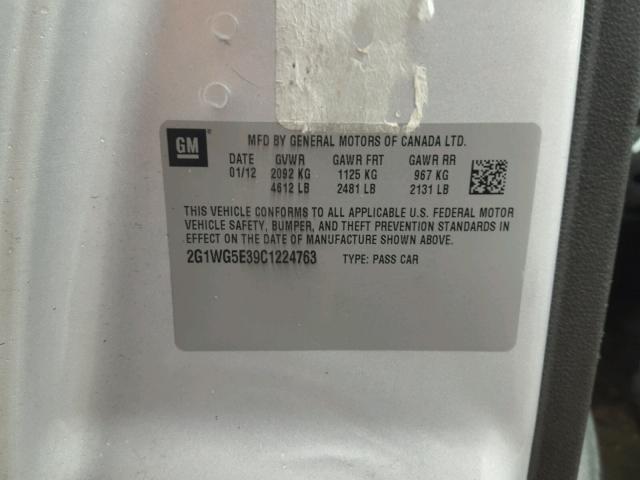 GM
MFD BY GENERAL MOTORS OF CANADA LTD.
DATE GVWR GAWR FRT GAWR RR
01/12 2092 KG 1125 KG 967 KG
4612 LB 2481 LB 2131 LB
THIS VEHICLE CONFORMS TO ALL APPLICABLE U.S. FEDERAL MOTOR
VEHICLE SAFETY, BUMPER, AND THEFT PREVENTION STANDARDS IN
EFFECT ON THE DATE OF MANUFACTURE SHOWN ABOVE.
2G1WG5E39C1224763 TYPE: PASS CAR